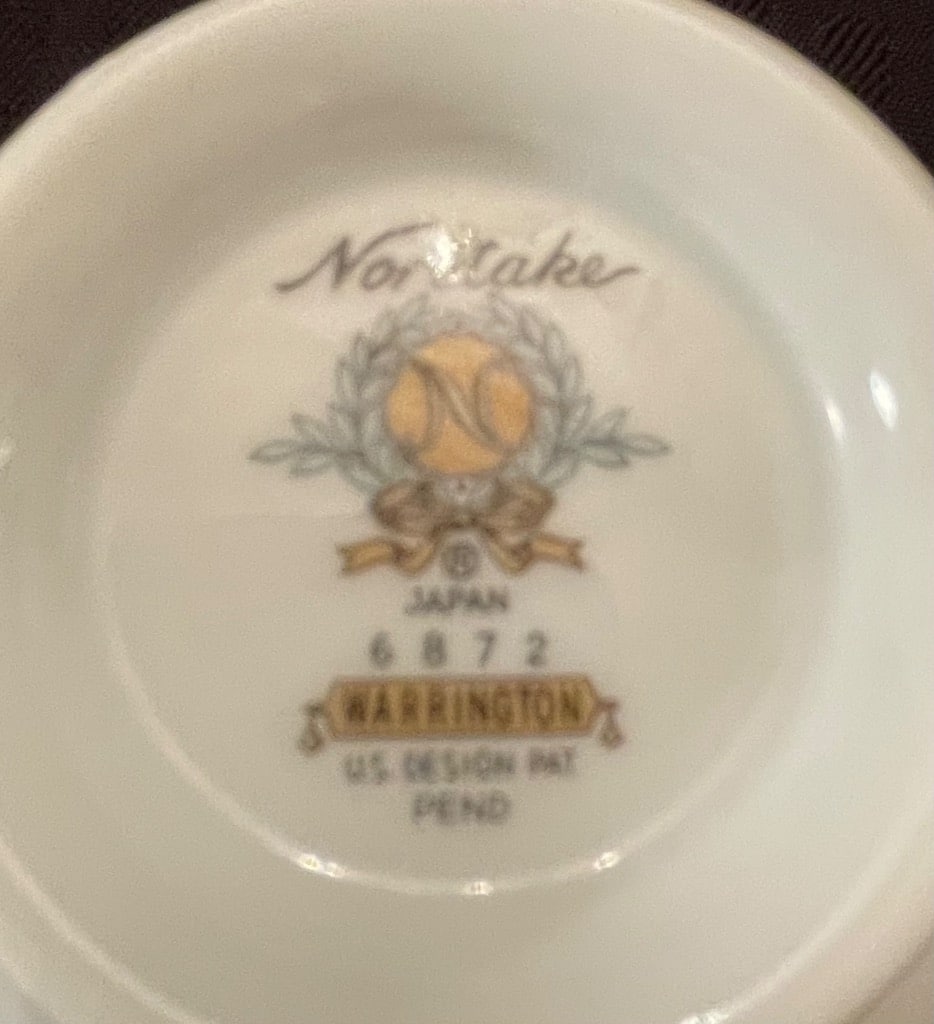 Noritake
N
®
JAPAN
6872
WARRINGTON
U.S. DESIGN PAT.
PEND